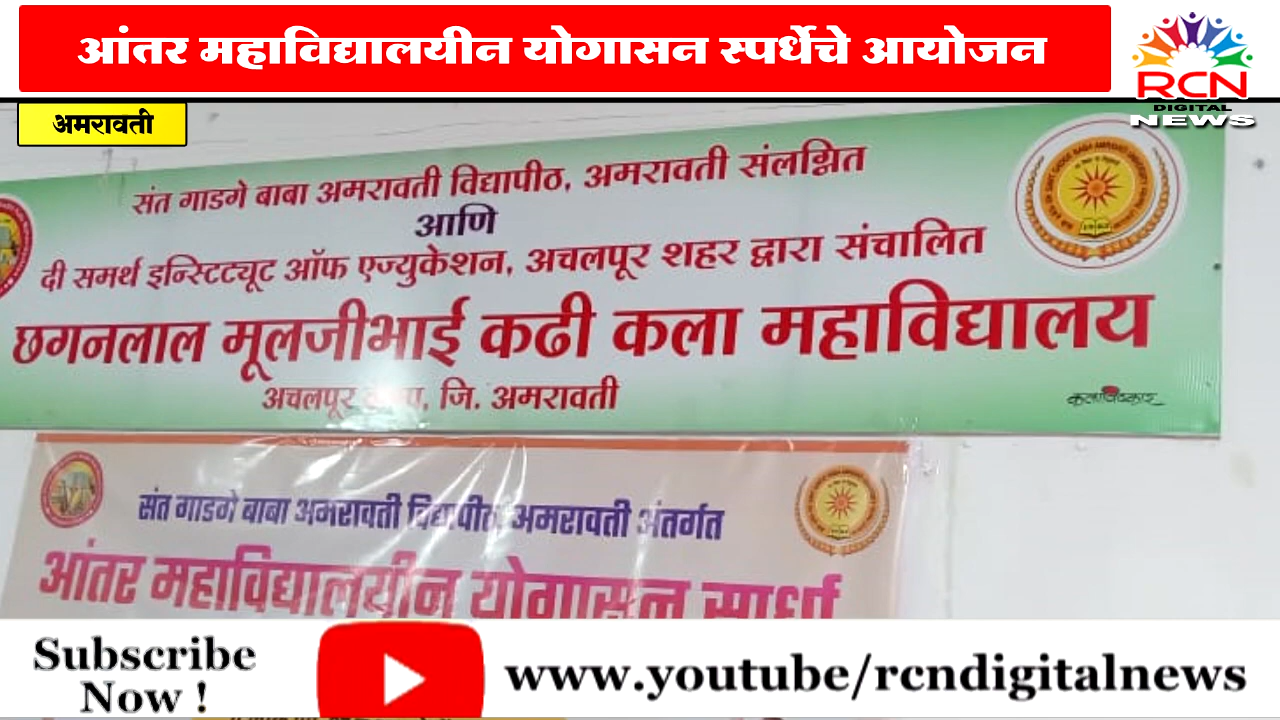 आंतर महाविद्यालयीन योगासन स्पर्धेचे आयोजन
RCN
DIGITAL
NEWS
अमरावती
संत गाडगे बाबा अमरावती विद्यापीठ, अमरावती संलग्नित
आणि
दी समर्थ इन्स्टिट्यूट ऑफ एज्युकेशन, अचलपूर शहर द्वारा संचालित
छगनलाल मूलजीभाई कढी कला महाविद्यालय
अचलपूर जि. अमरावती
संत गाडगे बाबा अमरावती विद्यापीठ अमरावती अंतर्गत
आंतर महाविद्यालयीन योगासन स्पर्धा
Subscribe
Now !
www.youtube/rcndigitalnews